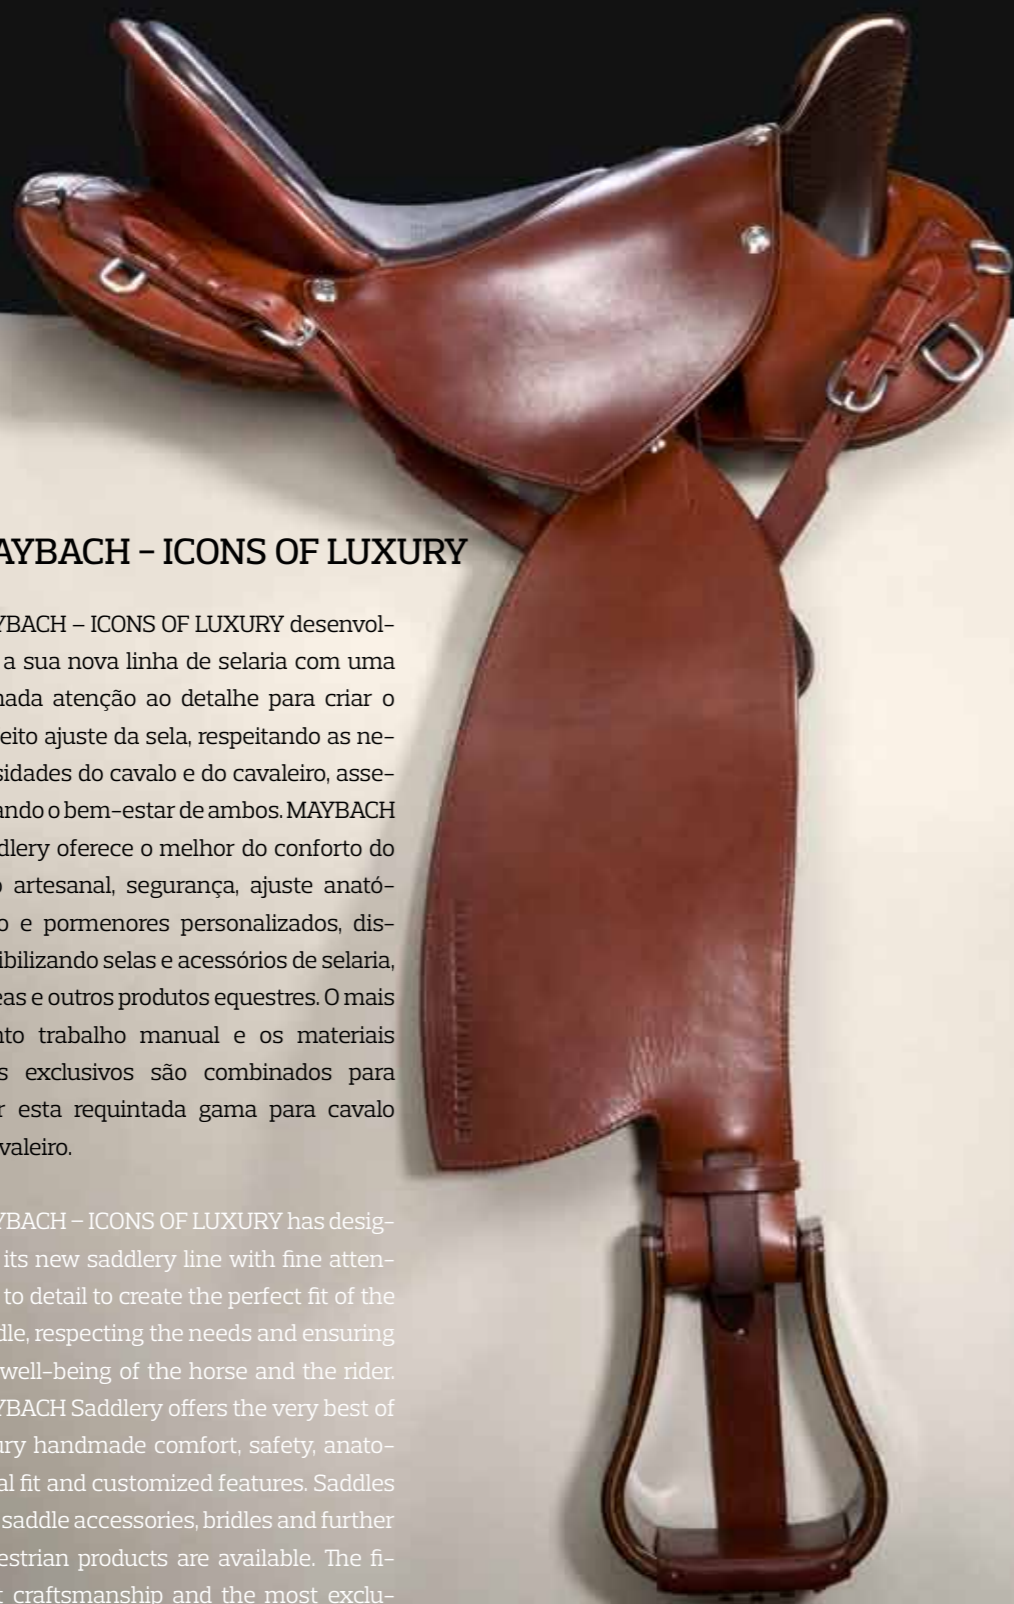 AYBACH – ICONS OF LUXURY
YBACH – ICONS OF LUXURY desenvol-
a sua nova linha de selaria com uma
nada atenção ao detalhe para criar o
eito ajuste da sela, respeitando as ne-
sidades do cavalo e do cavaleiro, asse-
ando o bem-estar de ambos. MAYBACH
dlery oferece o melhor do conforto do
o artesanal, segurança, ajuste anató-
o e pormenores personalizados, dis-
ibilizando selas e acessórios de selaria,
eas e outros produtos equestres. O mais
nto trabalho manual e os materiais
s exclusivos são combinados para
r esta requintada gama para cavalo
valeiro.
YBACH – ICONS OF LUXURY has desig-
its new saddlery line with fine atten-
to detail to create the perfect fit of the
dle, respecting the needs and ensuring
well-being of the horse and the rider.
YBACH Saddlery offers the very best of
ury handmade comfort, safety, anato-
al fit and customized features. Saddles
saddle accessories, bridles and further
estrian products are available. The fi-
t craftsmanship and the most exclu-